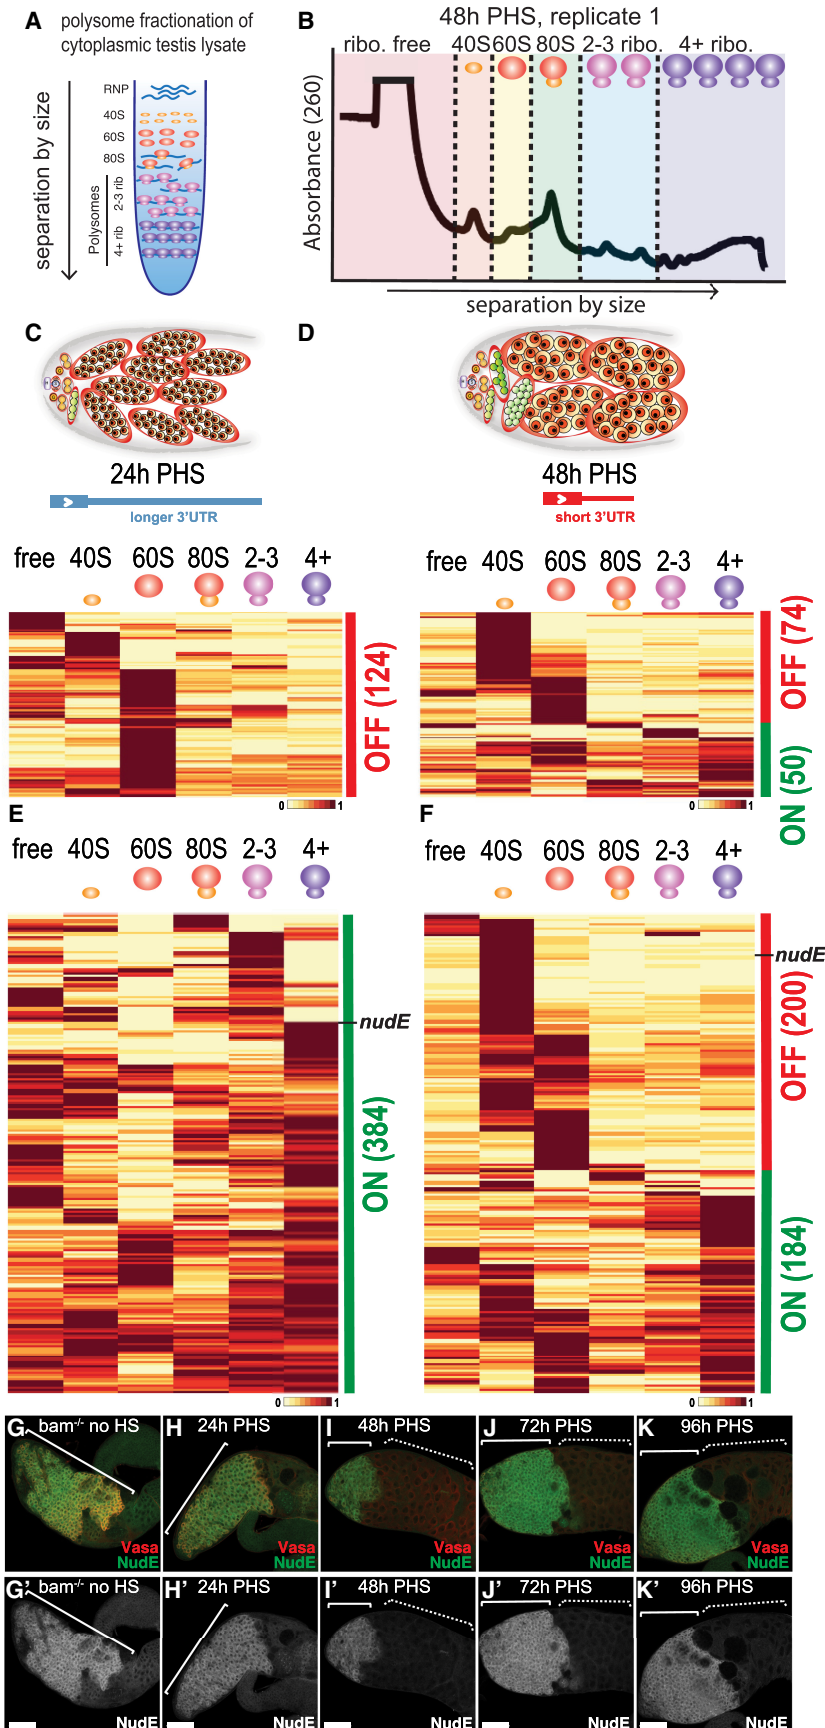 A
polysome fractionation of
cytoplasmic testis lysate
separation by size
RNP
40S
60S
80S
2-3 rib
4+ rib
Polysomes
B
48h PHS, replicate 1
ribo. free 40S 60S 80S 2-3 ribo. 4+ ribo.
Absorbance (260)
separation by size
C
24h PHS
longer 3'UTR
D
48h PHS
short 3'UTR
free 40S 60S 80S 2-3 4+
OFF (124)
0 1
free 40S 60S 80S 2-3 4+
OFF (74)
ON (50)
0 1
E
free 40S 60S 80S 2-3 4+
nudE
ON (384)
0 1
F
free 40S 60S 80S 2-3 4+
nudE
OFF (200)
ON (184)
0 1
G bam-/- no HS
Vasa
NudE
H 24h PHS
Vasa
NudE
I 48h PHS
Vasa
NudE
J 72h PHS
Vasa
NudE
K 96h PHS
Vasa
NudE
G' bam-/- no HS
NudE
H' 24h PHS
NudE
I' 48h PHS
NudE
J' 72h PHS
NudE
K' 96h PHS
NudE